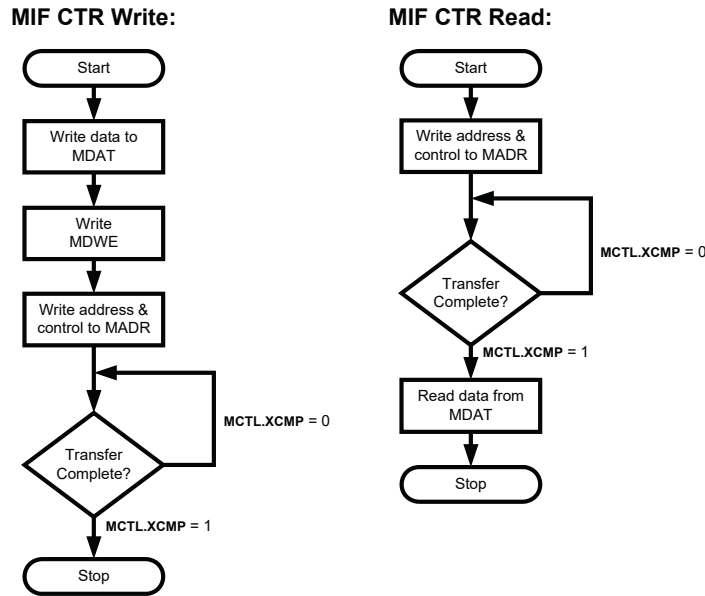 MIF CTR Write:
Start
Write data to
MDAT
Write
MDWE
Write address &
control to MADR
MCTL.XCMP = 0
Transfer
Complete?
MCTL.XCMP = 1
Stop
MIF CTR Read:
Start
Write address &
control to MADR
MCTL.XCMP = 0
Transfer
Complete?
MCTL.XCMP = 1
Read data from
MDAT
Stop